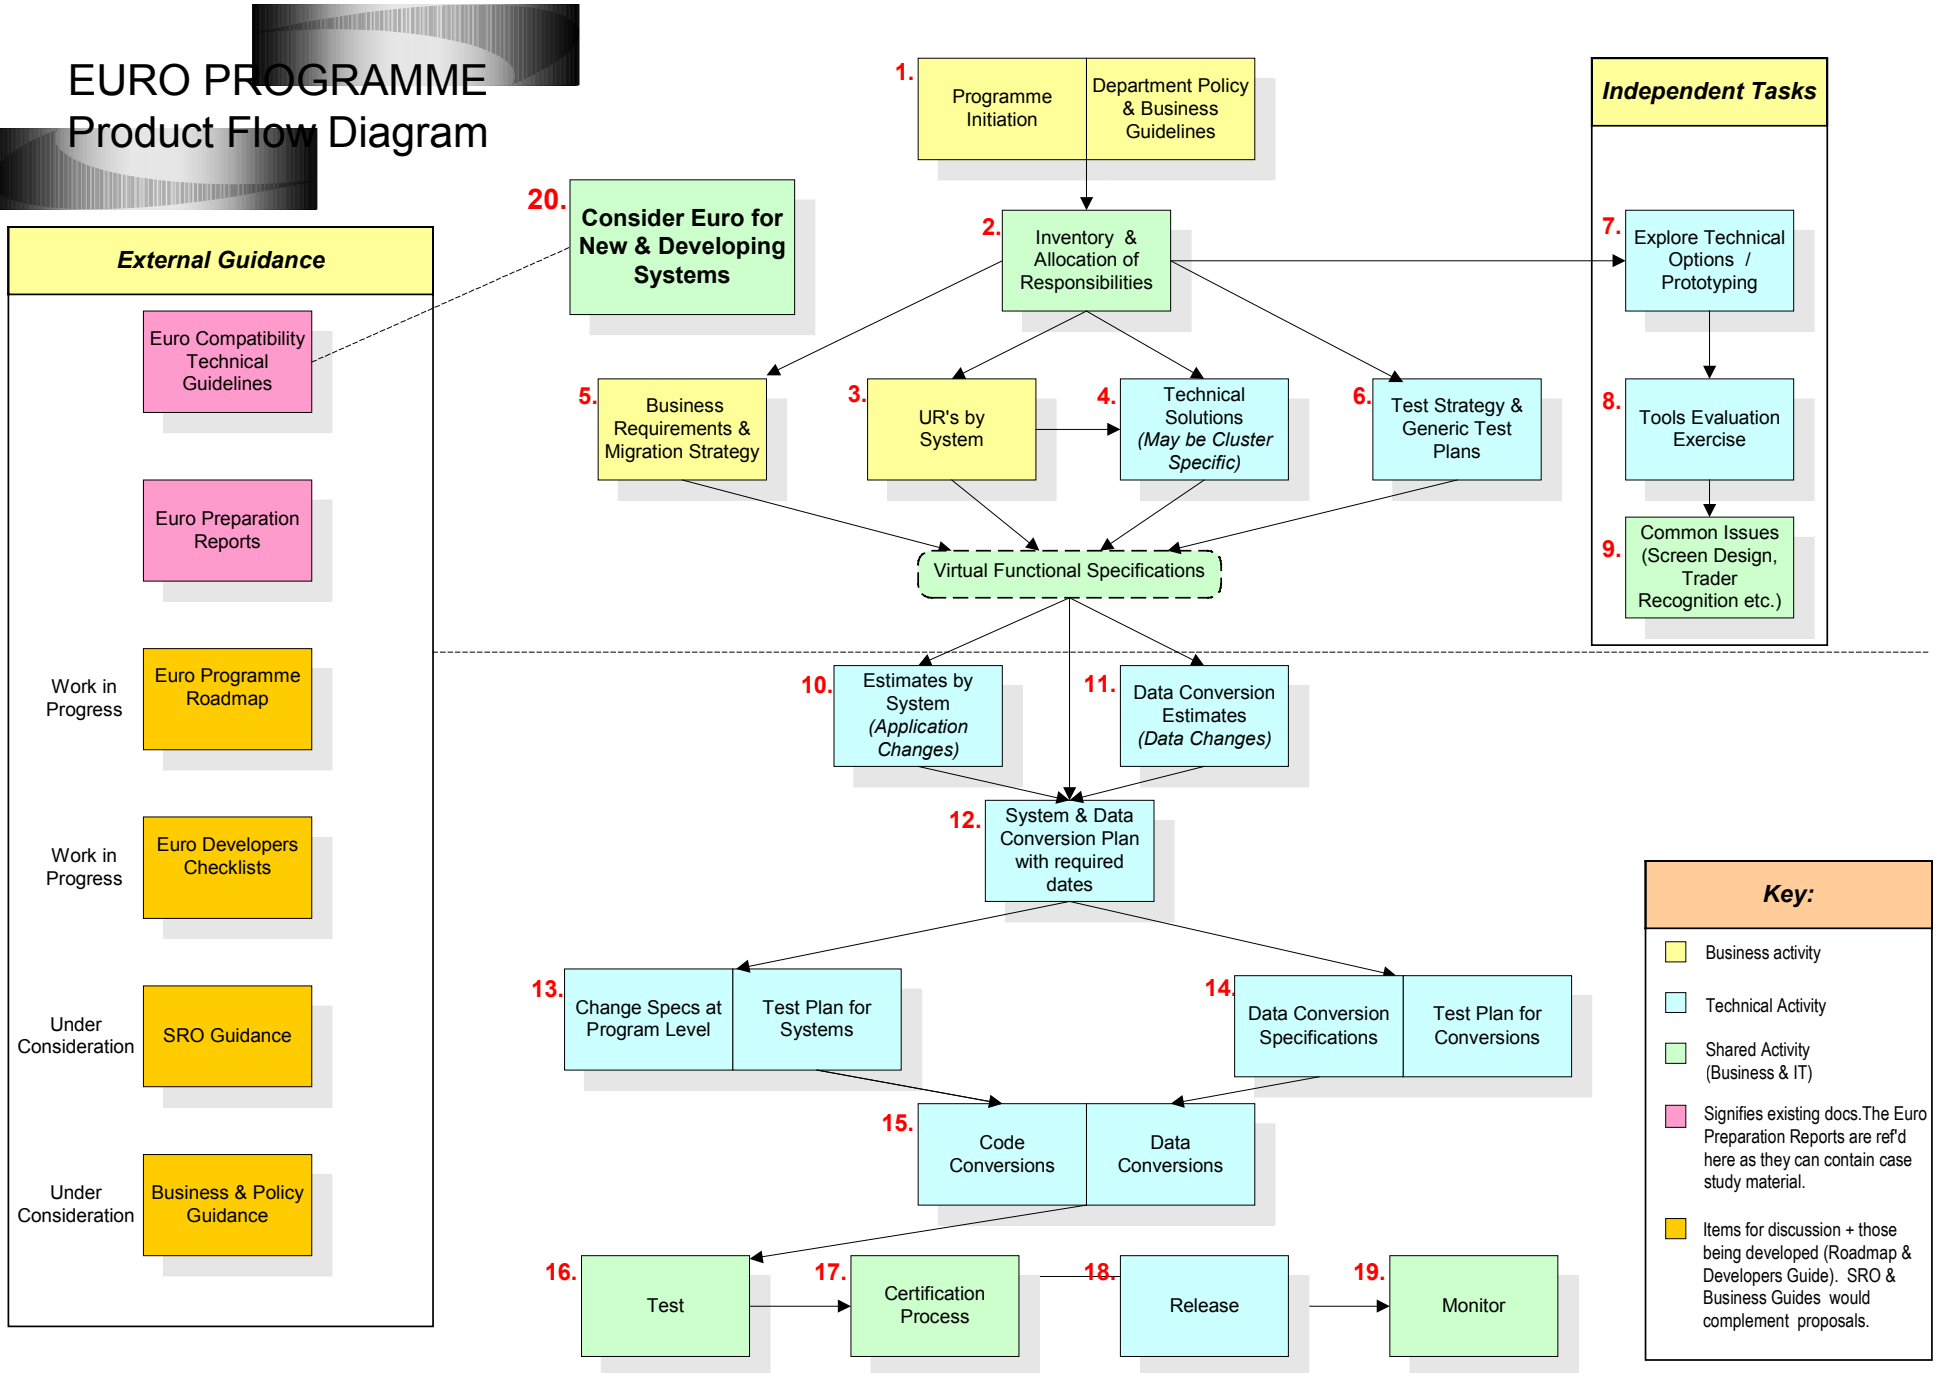 EURO PROGRAMME
Product Flow Diagram
External Guidance
Euro Compatibility
Technical
Guidelines
Euro Preparation
Reports
Work in
Progress
Euro Programme
Roadmap
Work in
Progress
Euro Developers
Checklists
Under
Consideration
SRO Guidance
Under
Consideration
Business & Policy
Guidance
20.
Consider Euro for
New & Developing
Systems
1.
Programme
Initiation
Department Policy
& Business
Guidelines
2.
Inventory &
Allocation of
Responsibilities
5.
Business
Requirements &
Migration Strategy
3.
UR's by
System
4.
Technical
Solutions
(May be Cluster
Specific)
6.
Test Strategy &
Generic Test
Plans
Virtual Functional Specifications
Independent Tasks
7.
Explore Technical
Options /
Prototyping
8.
Tools Evaluation
Exercise
9.
Common Issues
(Screen Design,
Trader
Recognition etc.)
10.
Estimates by
System
(Application
Changes)
11.
Data Conversion
Estimates
(Data Changes)
12.
System & Data
Conversion Plan
with required
dates
13.
Change Specs at
Program Level
Test Plan for
Systems
14.
Data Conversion
Specifications
Test Plan for
Conversions
15.
Code
Conversions
Data
Conversions
16.
Test
17.
Certification
Process
18.
Release
19.
Monitor
Key:
Business activity
Technical Activity
Shared Activity
(Business & IT)
Signifies existing docs.The Euro
Preparation Reports are ref'd
here as they can contain case
study material.
Items for discussion + those
being developed (Roadmap &
Developers Guide). SRO &
Business Guides would
complement proposals.